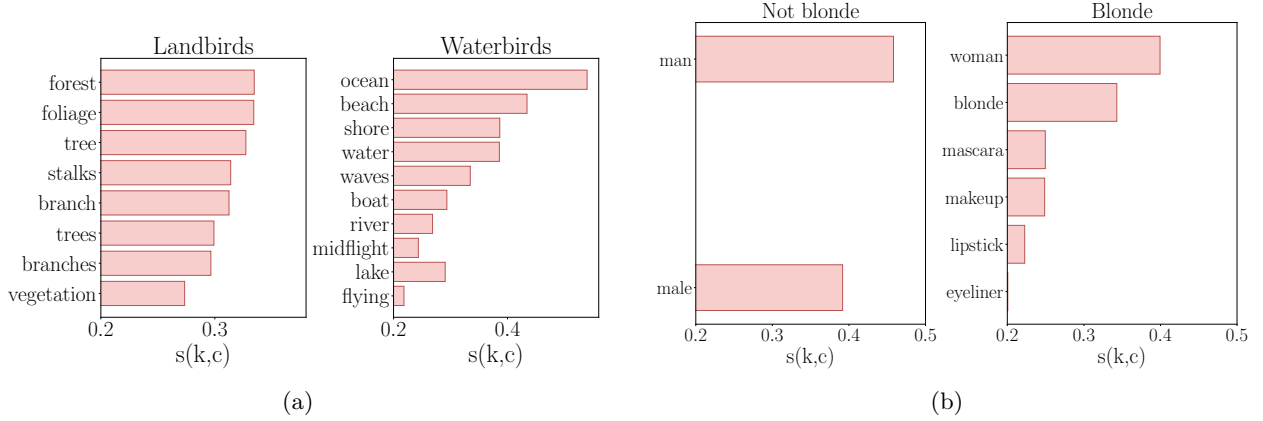 Landbirds
forest
foliage
tree
stalks
branch
trees
branches
vegetation
0.2 0.3
s(k,c)
Waterbirds
ocean
beach
shore
water
waves
boat
river
midflight
lake
flying
0.2 0.4
s(k,c)
(a)
Not blonde
man
male
0.2 0.3 0.4 0.5
s(k,c)
Blonde
woman
blonde
mascara
makeup
lipstick
eyeliner
0.2 0.3 0.4 0.5
s(k,c)
(b)